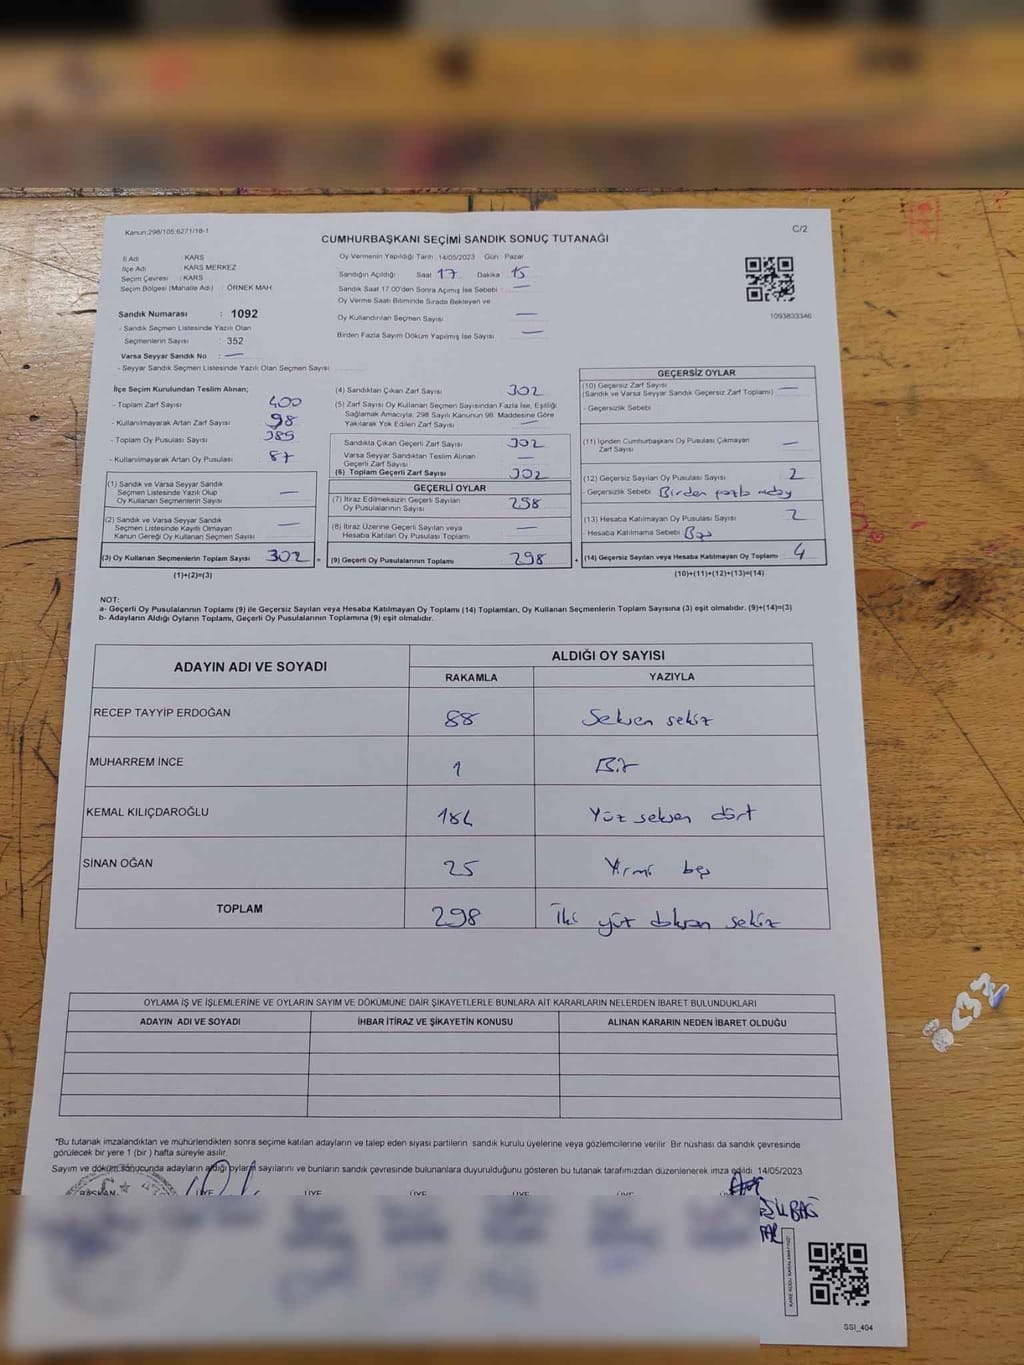 Kanun:298/105;6271/18-1
C/2
CUMHURBAŞKANI SEÇİMİ SANDIK SONUÇ TUTANAĞI
İl Adı : KARS
İlçe Adı : KARS MERKEZ
Seçim Çevresi : KARS
Seçim Bölgesi (Mahalle Adı) : ÖRNEK MAH
Sandık Numarası : 1092
- Sandık Seçmen Listesinde Yazılı Olan
Seçmenlerin Sayısı : 352
Varsa Seyyar Sandık No : —
- Seyyar Sandık Seçmen Listesinde Yazılı Olan Seçmen Sayısı
Oy Vermenin Yapıldığı Tarih :14/05/2023 Gün : Pazar
Sandığın Açıldığı Saat 17 Dakika 15
Sandık Saat 17.00'den Sonra Açımış İse Sebebi : —
Oy Verme Saati Bitiminde Sırada Bekleyen ve
Oy Kullandırılan Seçmen Sayısı —
Birden Fazla Sayım Döküm Yapılmış İse Sayısı —
1093833346
İlçe Seçim Kurulundan Teslim Alınan;
- Toplam Zarf Sayısı 400
- Kullanılmayarak Artan Zarf Sayısı 98
- Toplam Oy Pusulası Sayısı 389
- Kullanılmayarak Artan Oy Pusulası : 87
(1) Sandık ve Varsa Seyyar Sandık
Seçmen Listesinde Yazılı Olup
Oy Kullanan Seçmenlerin Sayısı —
(2) Sandık ve Varsa Seyyar Sandık
Seçmen Listesinde Kayıtlı Olmayan
Kanun Gereği Oy Kullanan Seçmen Sayısı —
(3) Oy Kullanan Seçmenlerin Toplam Sayısı 302 =
(1)+(2)=(3)
(4) Sandıktan Çıkan Zarf Sayısı 302
(5) Zarf Sayısı Oy Kullanan Seçmen Sayısından Fazla İse, Eşitliği
Sağlamak Amacıyla, 298 Sayılı Kanunun 98. Maddesine Göre
Yakılarak Yok Edilen Zarf Sayısı —
Sandıkta Çıkan Geçerli Zarf Sayısı 302
Varsa Seyyar Sandıktan Teslim Alınan
Geçerli Zarf Sayısı —
(6) Toplam Geçerli Zarf Sayısı 302
GEÇERLİ OYLAR
(7) İtiraz Edilmeksizin Geçerli Sayılan
Oy Pusulasının Sayısı 298
(8) İtiraz Üzerine Geçerli Sayılan veya
Hesaba Katılan Oy Pusulası Toplamı —
(9) Geçerli Oy Pusulalarının Toplamı 298 +
GEÇERSİZ OYLAR
(10) Geçersiz Zarf Sayısı
(Sandık ve Varsa Seyyar Sandık Geçersiz Zarf Toplamı) —
- Geçersizlik Sebebi
(11) İçinden Cumhurbaşkanı Oy Pusulası Çıkmayan
Zarf Sayısı —
(12) Geçersiz Sayılan Oy Pusulası Sayısı 2
- Geçersizlik Sebebi Birden fazla aday
(13) Hesaba Katılmayan Oy Pusulası Sayısı 2
- Hesaba Katılmama Sebebi Boş
(14) Geçersiz Sayılan veya Hesaba Katılmayan Oy Toplamı 4
(10)+(11)+(12)+(13)=(14)
NOT:
a- Geçerli Oy Pusulalarının Toplamı (9) ile Geçersiz Sayılan veya Hesaba Katılmayan Oy Toplamı (14) Toplamları, Oy Kullanan Seçmenlerin Toplam Sayısına (3) eşit olmalıdır. (9)+(14)=(3)
b- Adayların Aldığı Oyların Toplamı, Geçerli Oy Pusulalarının Toplamına (9) eşit olmalıdır.
ADAYIN ADI VE SOYADI ALDIĞI OY SAYISI
RAKAMLA YAZIYLA
RECEP TAYYİP ERDOĞAN 88 Seksen sekiz
MUHARREM İNCE 1 Bir
KEMAL KILIÇDAROĞLU 184 Yüz seksen dört
SİNAN OĞAN 25 Yirmi beş
TOPLAM 298 İki yüz doksan sekiz
OYLAMA İŞ VE İŞLEMLERİNE VE OYLARIN SAYIM VE DÖKÜMÜNE DAİR ŞİKAYETLERLE BUNLARA AİT KARARLARIN NELERDEN İBARET BULUNDUKLARI
ADAYIN ADI VE SOYADI İHBAR İTİRAZ VE ŞİKAYETİN KONUSU ALINAN KARARIN NEDEN İBARET OLDUĞU
*Bu tutanak imzalandıktan ve mühürlendikten sonra seçime katılan adayların ve talep eden siyasi partilerin sandık kurulu üyelerine veya gözlemcilerine verilir. Bir nüshası da sandık çevresinde
görülecek bir yere 1 (bir) hafta süreyle asılır.
Sayım ve döküm sonucunda adayların aldığı oyların sayılarını ve bunların sandık çevresinde bulunanlara duyurulduğunu gösteren bu tutanak tarafımızdan düzenlenerek imza edildi. 14/05/2023
BAŞKAN ÜYE ÜYE ÜYE ÜYE ÜYE
SSI_404